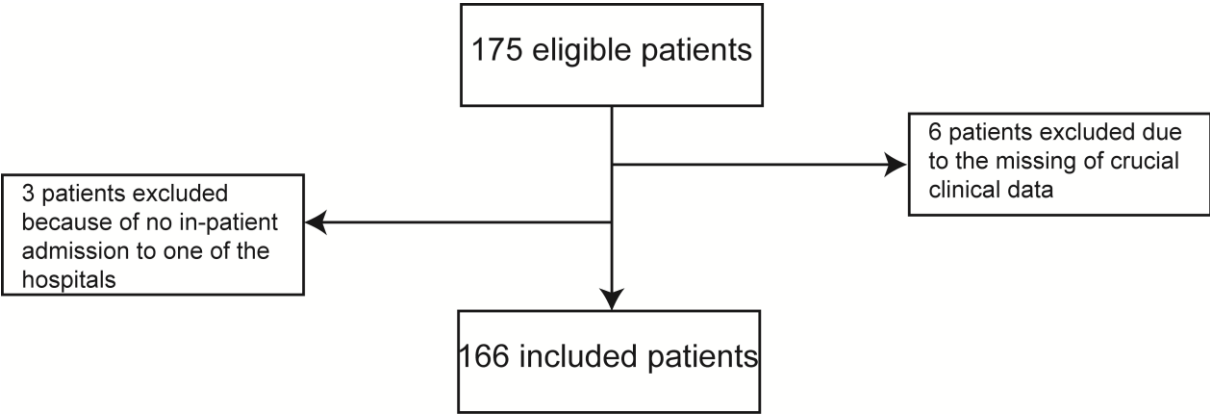 175 eligible patients
6 patients excluded due
to the missing of crucial
clinical data
3 patients excluded
because of no in-patient
admission to one of the
hospitals
166 included patients